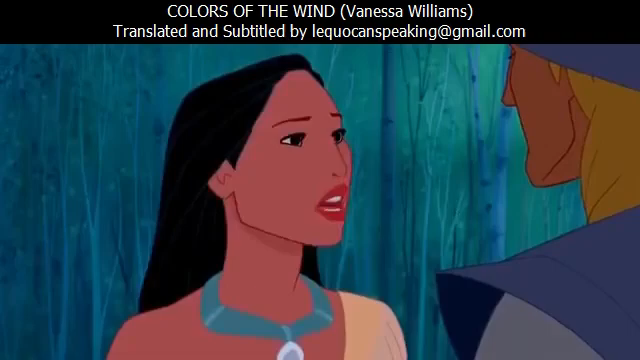 COLORS OF THE WIND (Vanessa Williams)
Translated and Subtitled by lequocanspeaking@gmail.com